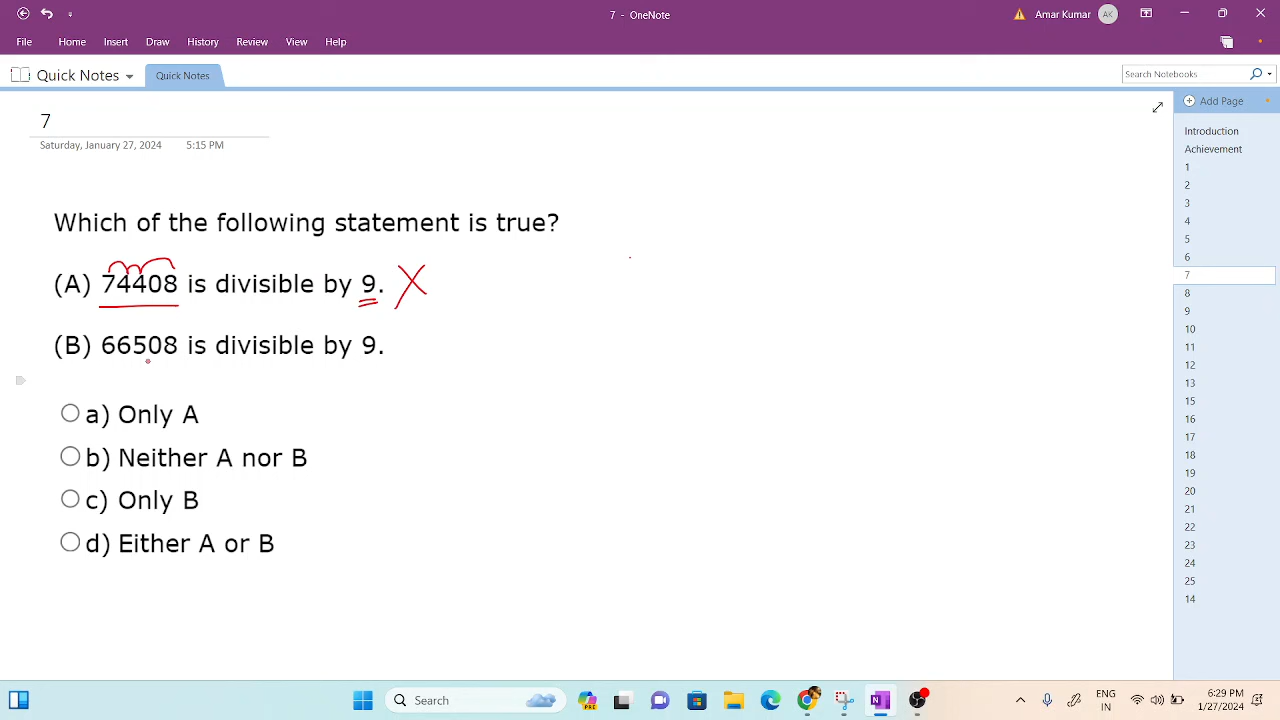 7 - OneNote
Amar Kumar AK
File Home Insert Draw History Review View Help
Quick Notes Quick Notes
Search Notebooks
7
Saturday, January 27, 2024 5:15 PM
Which of the following statement is true?
(A) 74408 is divisible by 9.
(B) 66508 is divisible by 9.
a) Only A
b) Neither A nor B
c) Only B
d) Either A or B
Add Page
Introduction
Achievement
1
2
3
4
5
6
7
8
9
10
11
12
13
15
16
17
18
19
20
21
22
23
24
25
14
Search
ENG
IN
6:29 PM
1/27/2024